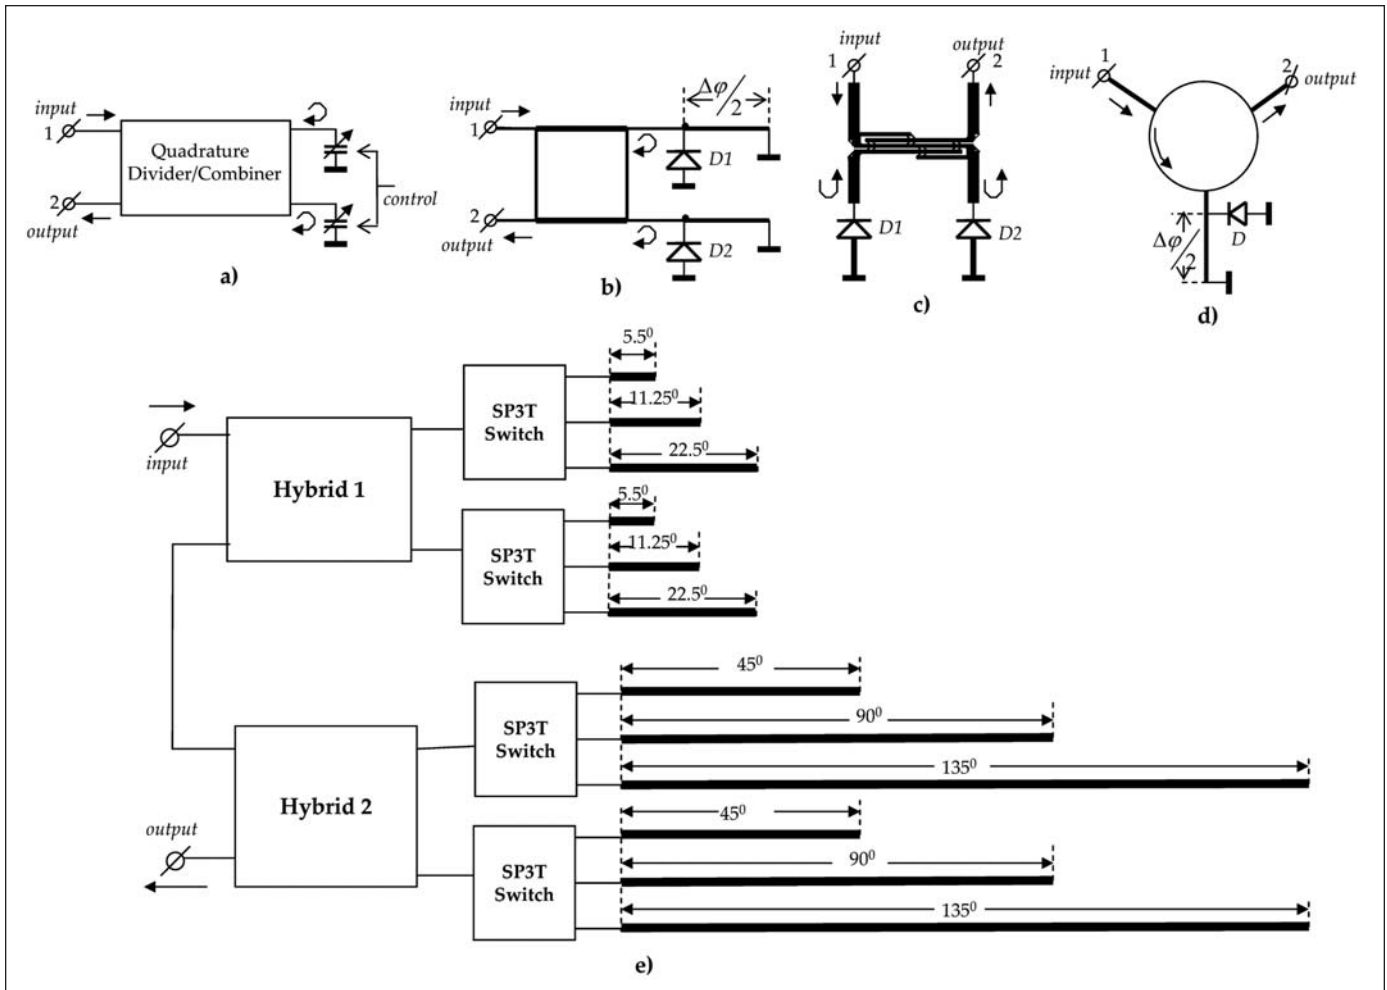 input
1
Quadrature
Divider/Combiner
2
output
control
a)
input
1
Δφ/2
D1
2
output
D2
b)
input
1
output
2
D1
D2
c)
1
input
2
output
Δφ/2
D
d)
input
Hybrid 1
SP3T
Switch
5.5⁰
11.25⁰
22.5⁰
SP3T
Switch
5.5⁰
11.25⁰
22.5⁰
Hybrid 2
output
SP3T
Switch
45⁰
90⁰
135⁰
SP3T
Switch
45⁰
90⁰
135⁰
e)